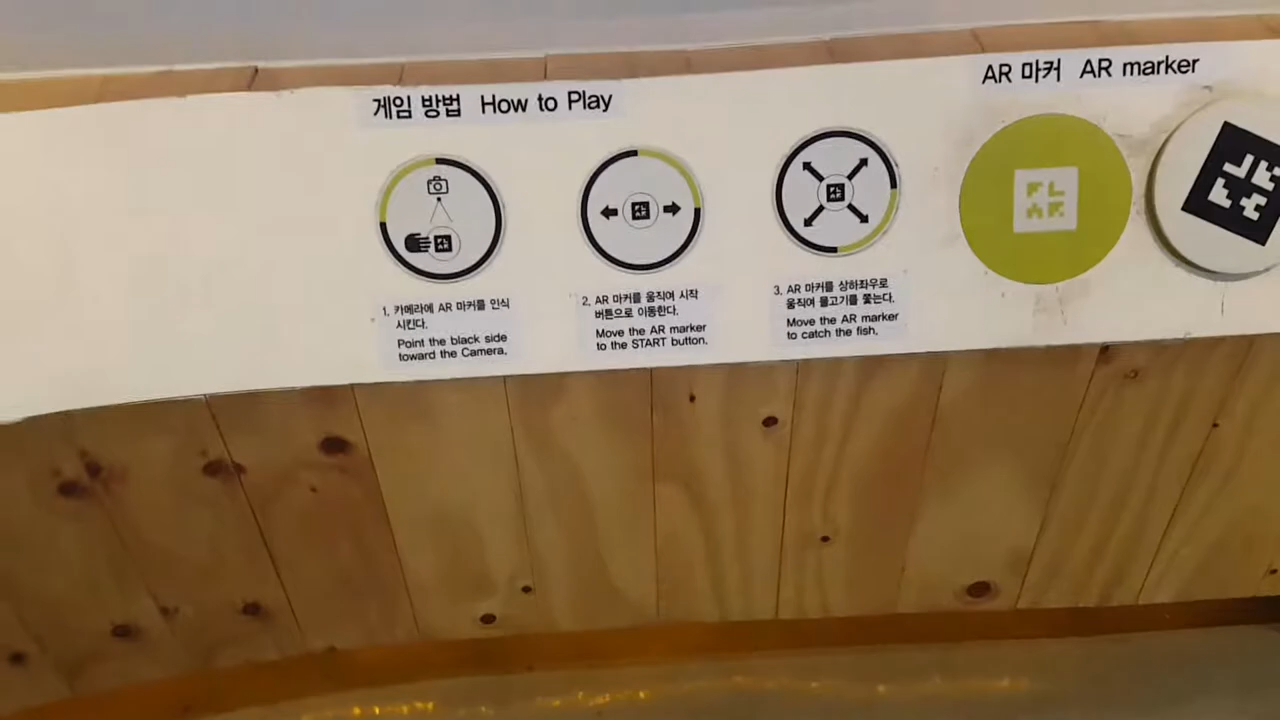 게임 방법 How to Play
AR 마커 AR marker
1. 카메라에 AR 마커를 인식
시킨다.
Point the black side
toward the Camera.
2. AR 마커를 움직여 시작
버튼으로 이동한다.
Move the AR marker
to the START button.
3. AR 마커를 상하좌우로
움직여 물고기를 쫓는다.
Move the AR marker
to catch the fish.